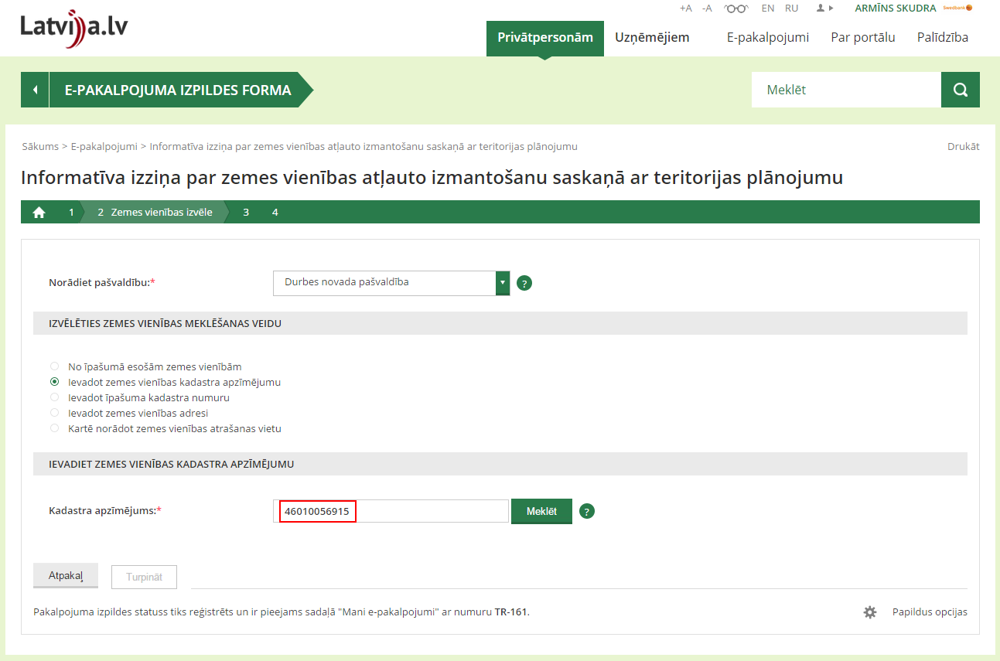 +A -A EN RU ARMĪNS SKUDRA Swedbank
Latvija.lv
Privātpersonām Uzņēmējiem E-pakalpojumi Par portālu Palīdzība
E-PAKALPOJUMA IZPILDES FORMA Meklēt
Sākums > E-pakalpojumi > Informatīva izziņa par zemes vienības atļauto izmantošanu saskaņā ar teritorijas plānojumu Drukāt
Informatīva izziņa par zemes vienības atļauto izmantošanu saskaņā ar teritorijas plānojumu
1 2 Zemes vienības izvēle 3 4
Norādiet pašvaldību:* Durbes novada pašvaldība ?
IZVĒLĒTIES ZEMES VIENĪBAS MEKLĒŠANAS VEIDU
No īpašumā esošām zemes vienībām
Ievadot zemes vienības kadastra apzīmējumu
Ievadot īpašuma kadastra numuru
Ievadot zemes vienības adresi
Kartē norādot zemes vienības atrašanas vietu
IEVADIET ZEMES VIENĪBAS KADASTRA APZĪMĒJUMU
Kadastra apzīmējums:* 46010056915 Meklēt ?
Atpakaļ Turpināt
Pakalpojuma izpildes statuss tiks reģistrēts un ir pieejams sadaļā "Mani e-pakalpojumi" ar numuru TR-161. Papildus opcijas